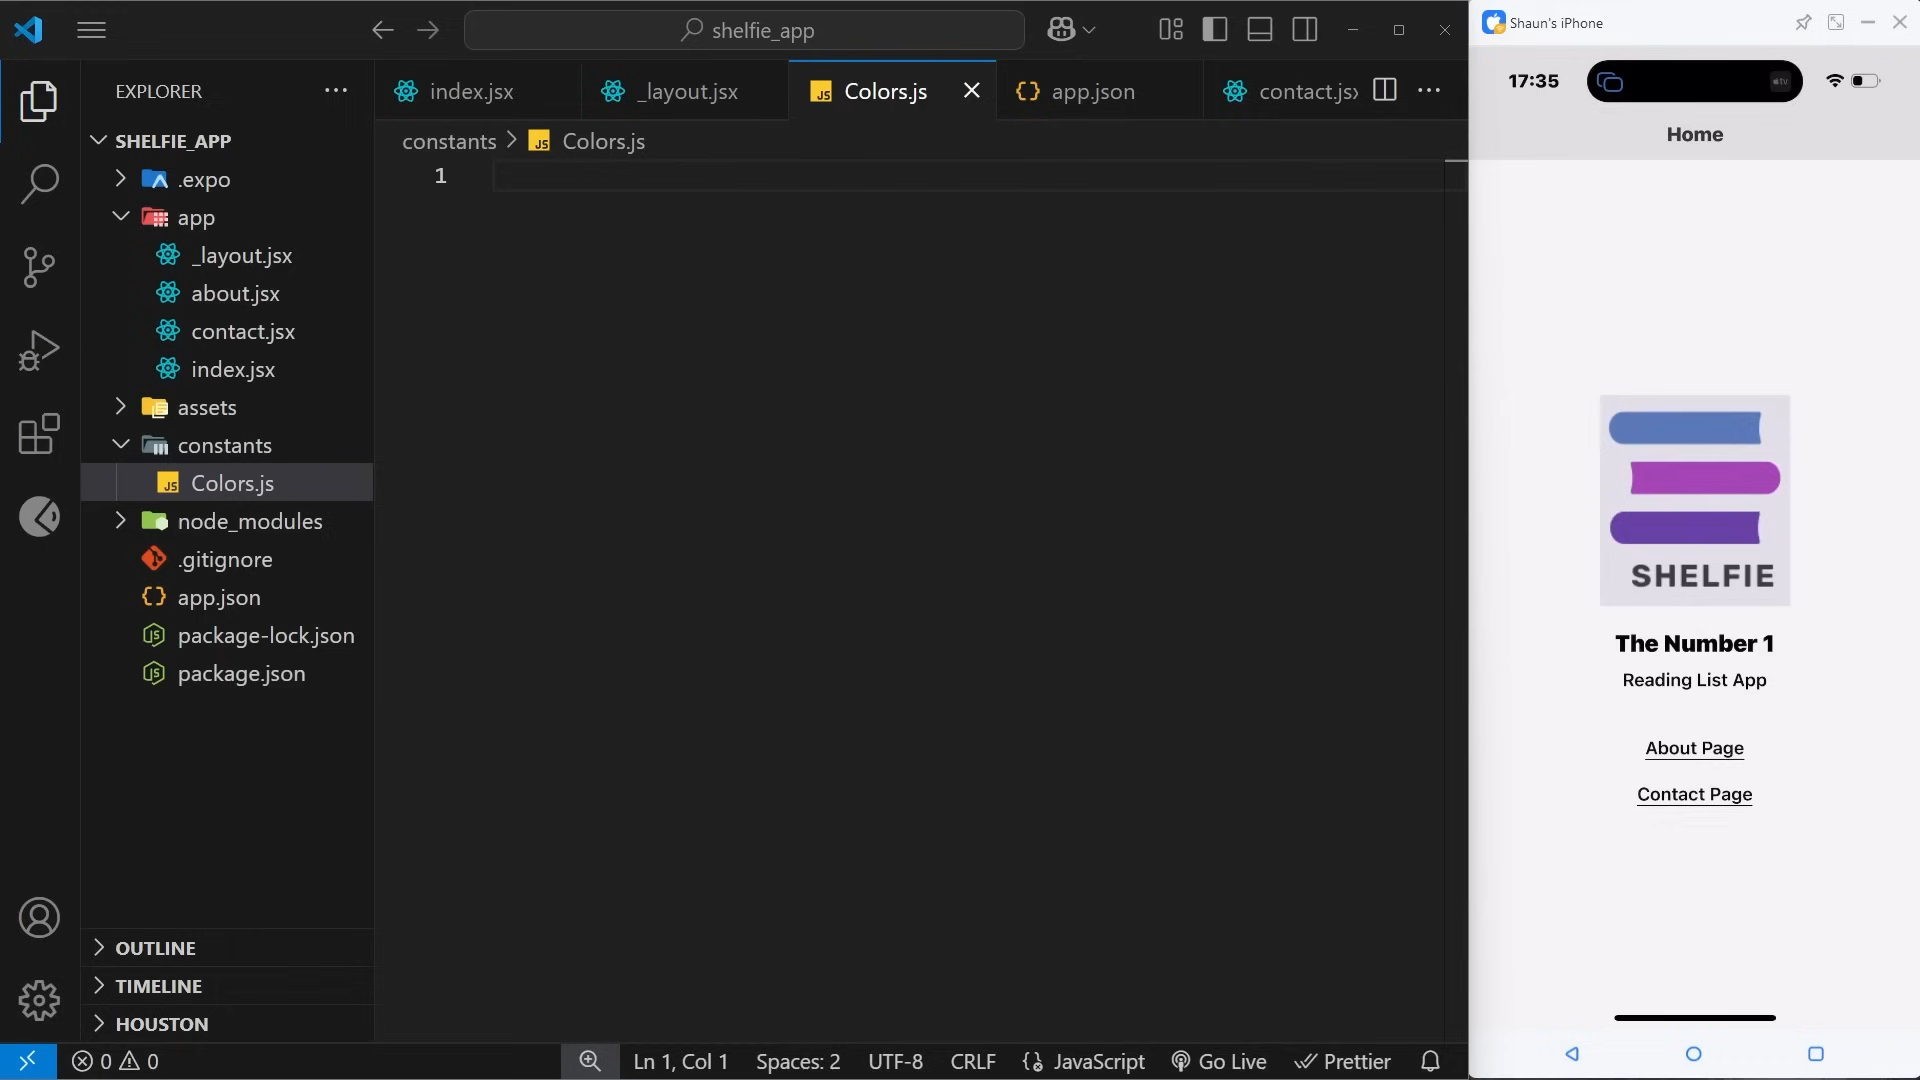 shelfie_app
EXPLORER
SHELFIE_APP
.expo
app
_layout.jsx
about.jsx
contact.jsx
index.jsx
assets
constants
Colors.js
node_modules
.gitignore
app.json
package-lock.json
package.json
OUTLINE
TIMELINE
HOUSTON
index.jsx
_layout.jsx
Colors.js
app.json
contact.jsx
constants > Colors.js
1
0 0
Ln 1, Col 1
Spaces: 2
UTF-8
CRLF
JavaScript
Go Live
Prettier
Shaun's iPhone
17:35
tv
Home
SHELFIE
The Number 1
Reading List App
About Page
Contact Page